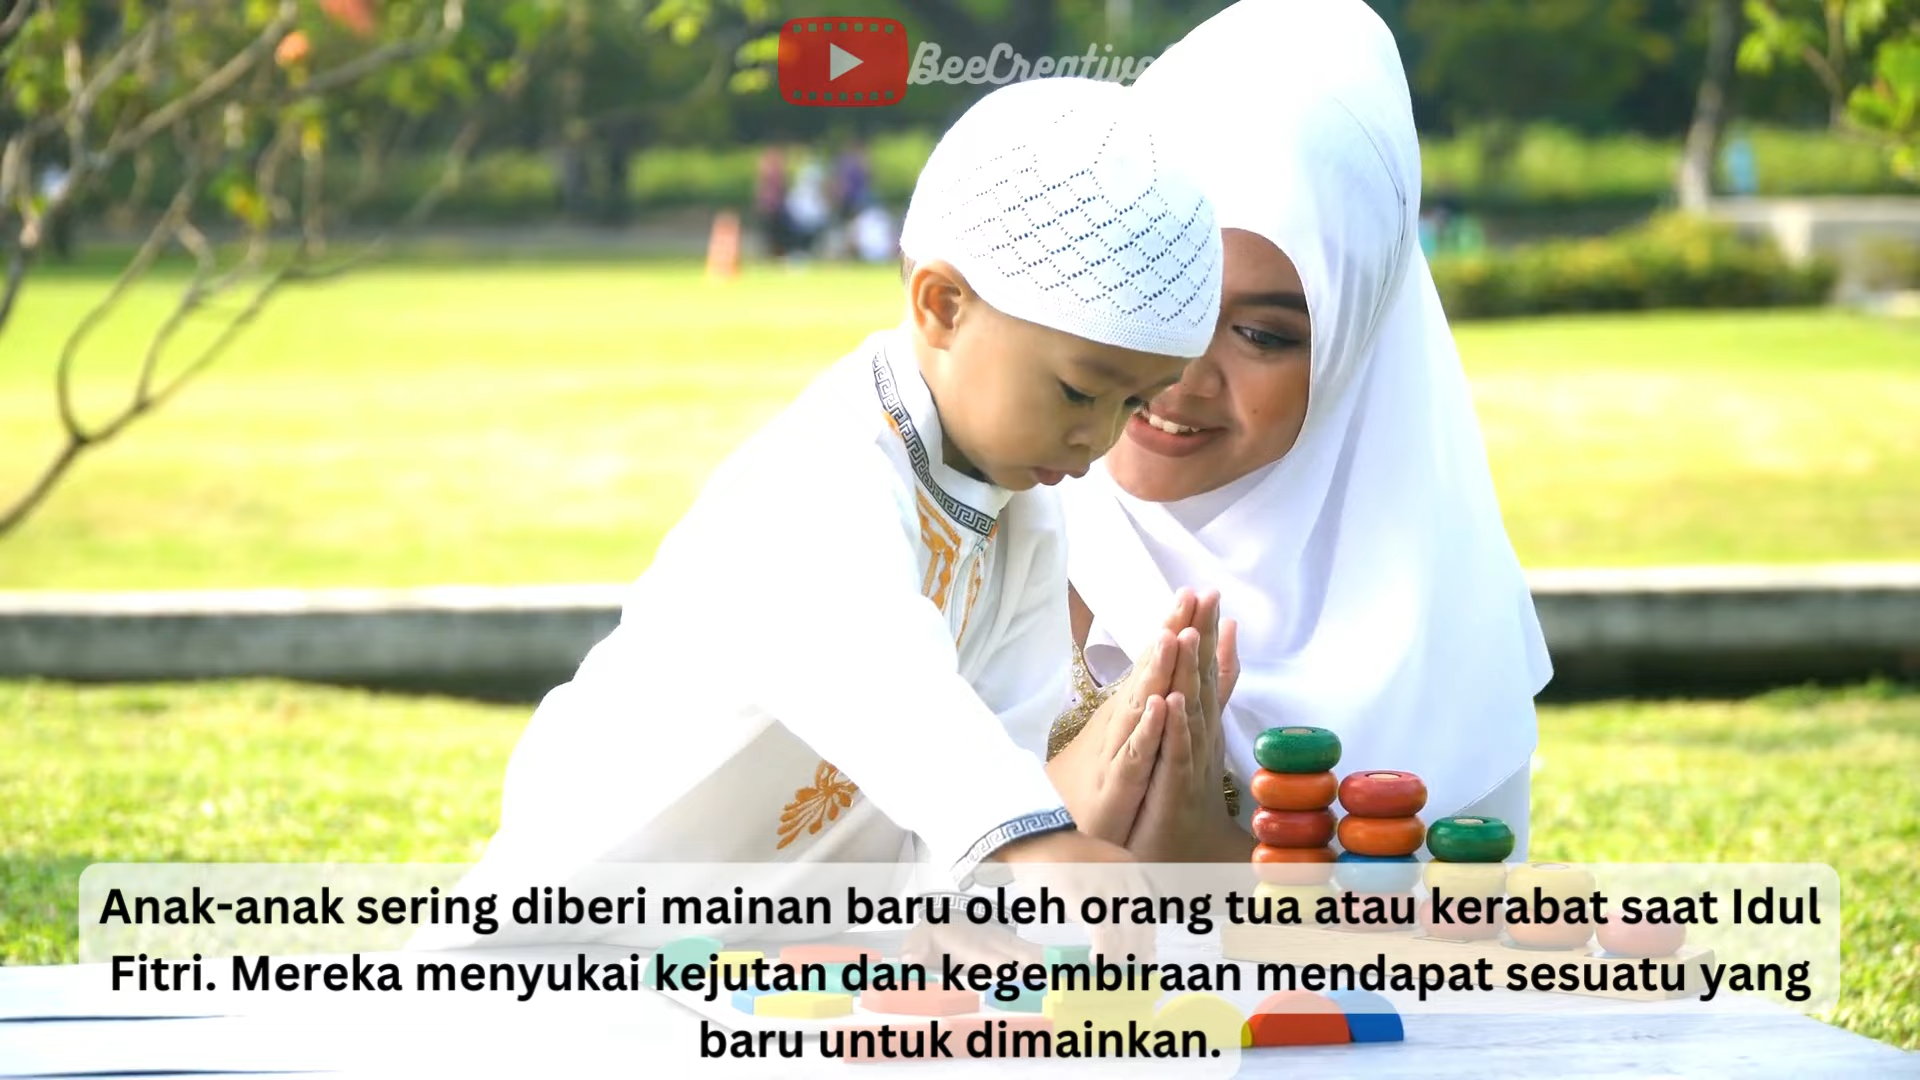 BeeCreative
Anak-anak sering diberi mainan baru oleh orang tua atau kerabat saat Idul
Fitri. Mereka menyukai kejutan dan kegembiraan mendapat sesuatu yang
baru untuk dimainkan.